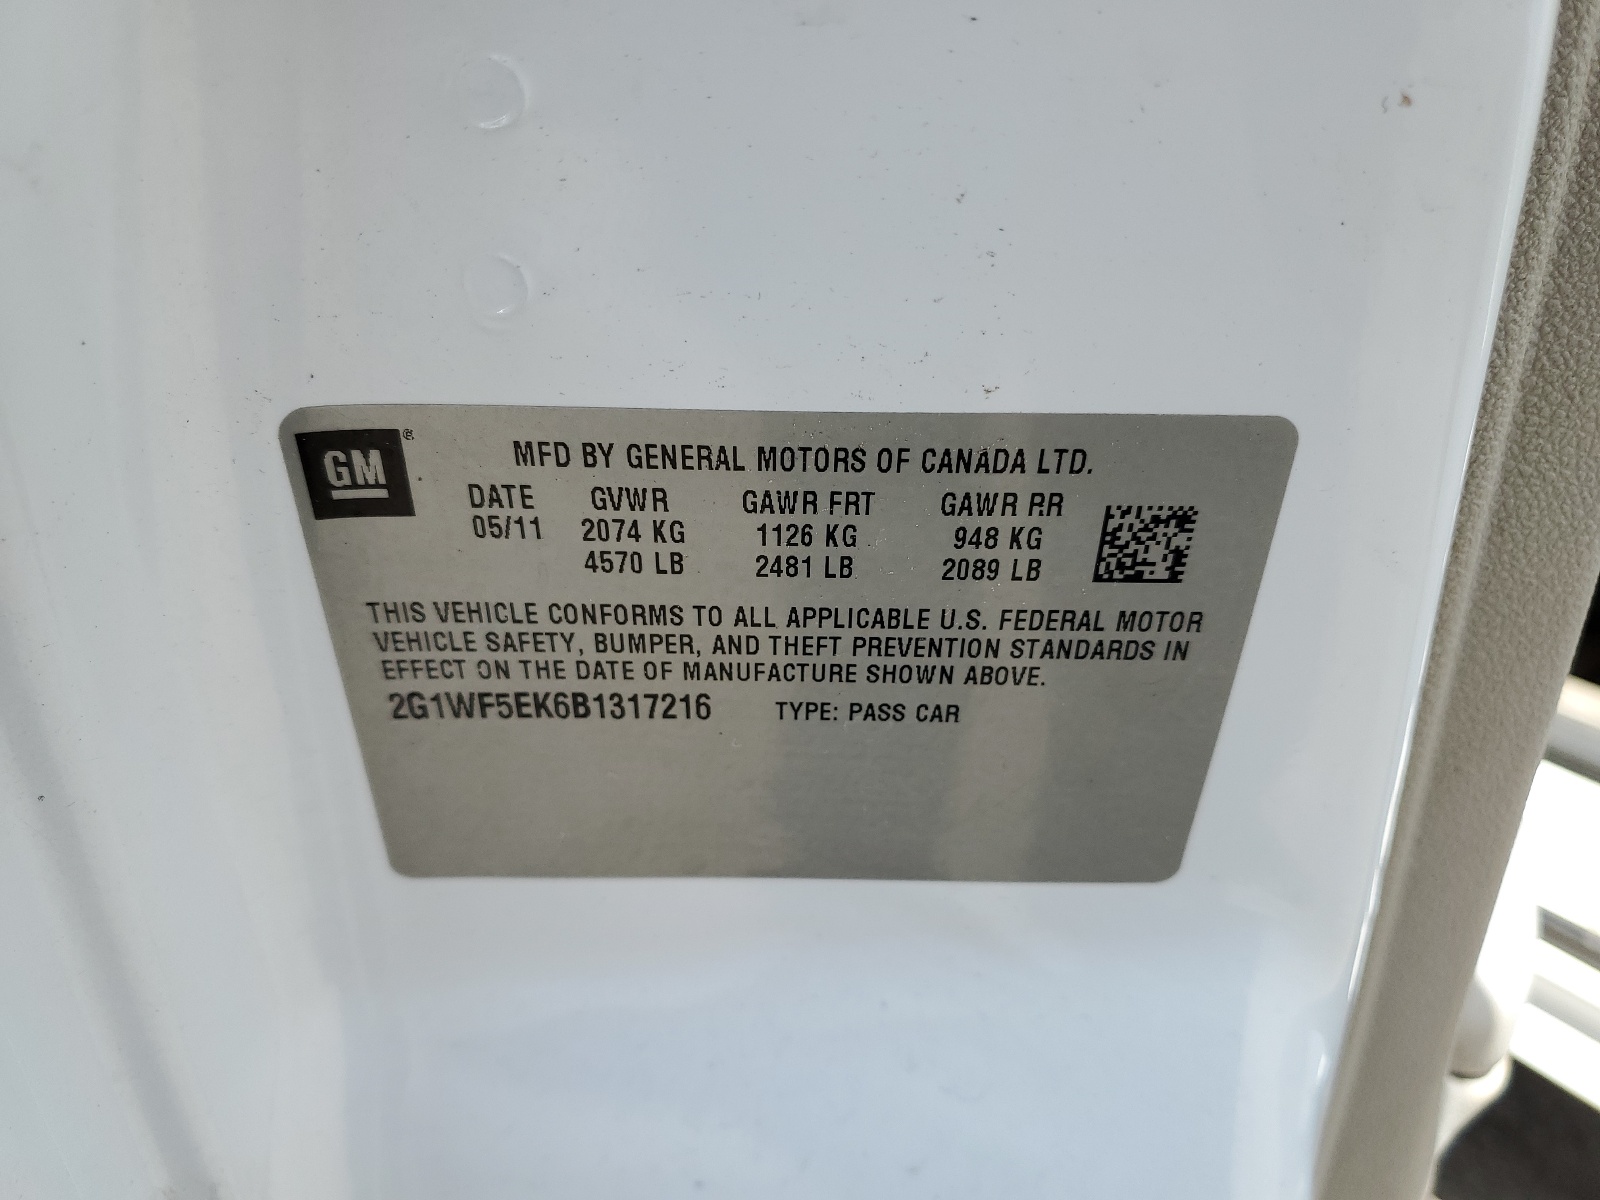 GM
MFD BY GENERAL MOTORS OF CANADA LTD.
DATE GVWR GAWR FRT GAWR RR
05/11 2074 KG 1126 KG 948 KG
4570 LB 2481 LB 2089 LB
THIS VEHICLE CONFORMS TO ALL APPLICABLE U.S. FEDERAL MOTOR
VEHICLE SAFETY, BUMPER, AND THEFT PREVENTION STANDARDS IN
EFFECT ON THE DATE OF MANUFACTURE SHOWN ABOVE.
2G1WF5EK6B1317216 TYPE: PASS CAR